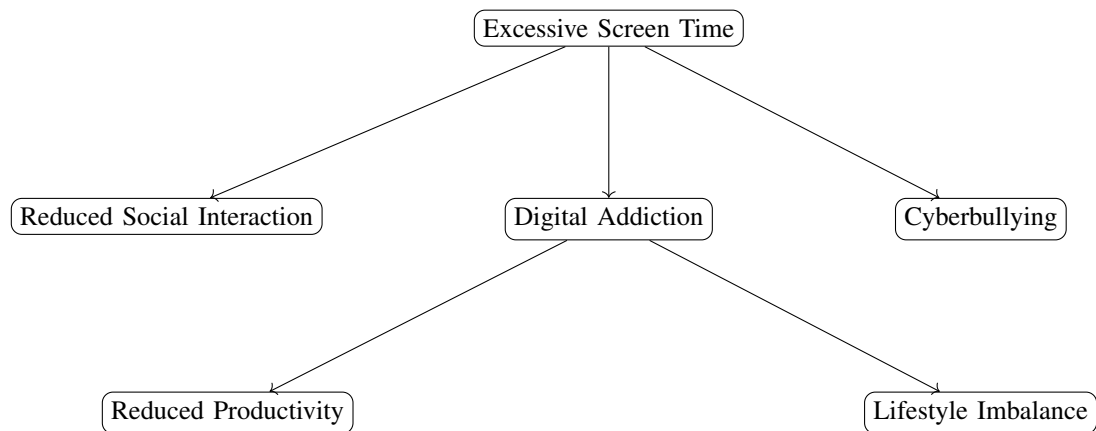 Excessive Screen Time
Reduced Social Interaction
Digital Addiction
Cyberbullying
Reduced Productivity
Lifestyle Imbalance